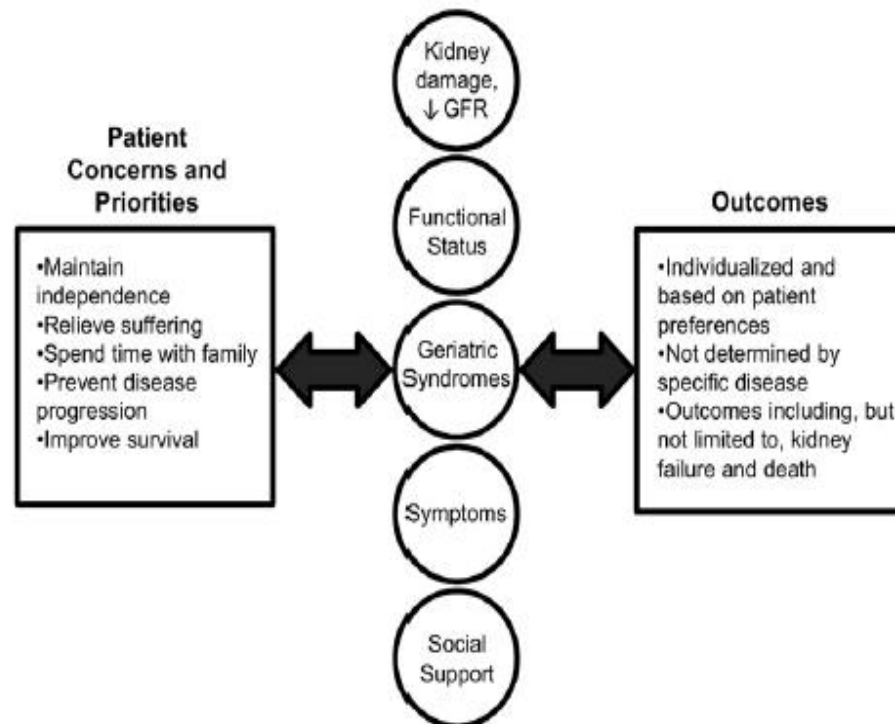 Kidney
damage,
↓ GFR
Patient
Concerns and
Priorities
•Maintain
independence
•Relieve suffering
•Spend time with family
•Prevent disease
progression
•Improve survival
Functional
Status
Geriatric
Syndromes
Symptoms
Social
Support
Outcomes
•Individualized and
based on patient
preferences
•Not determined by
specific disease
•Outcomes including, but
not limited to, kidney
failure and death